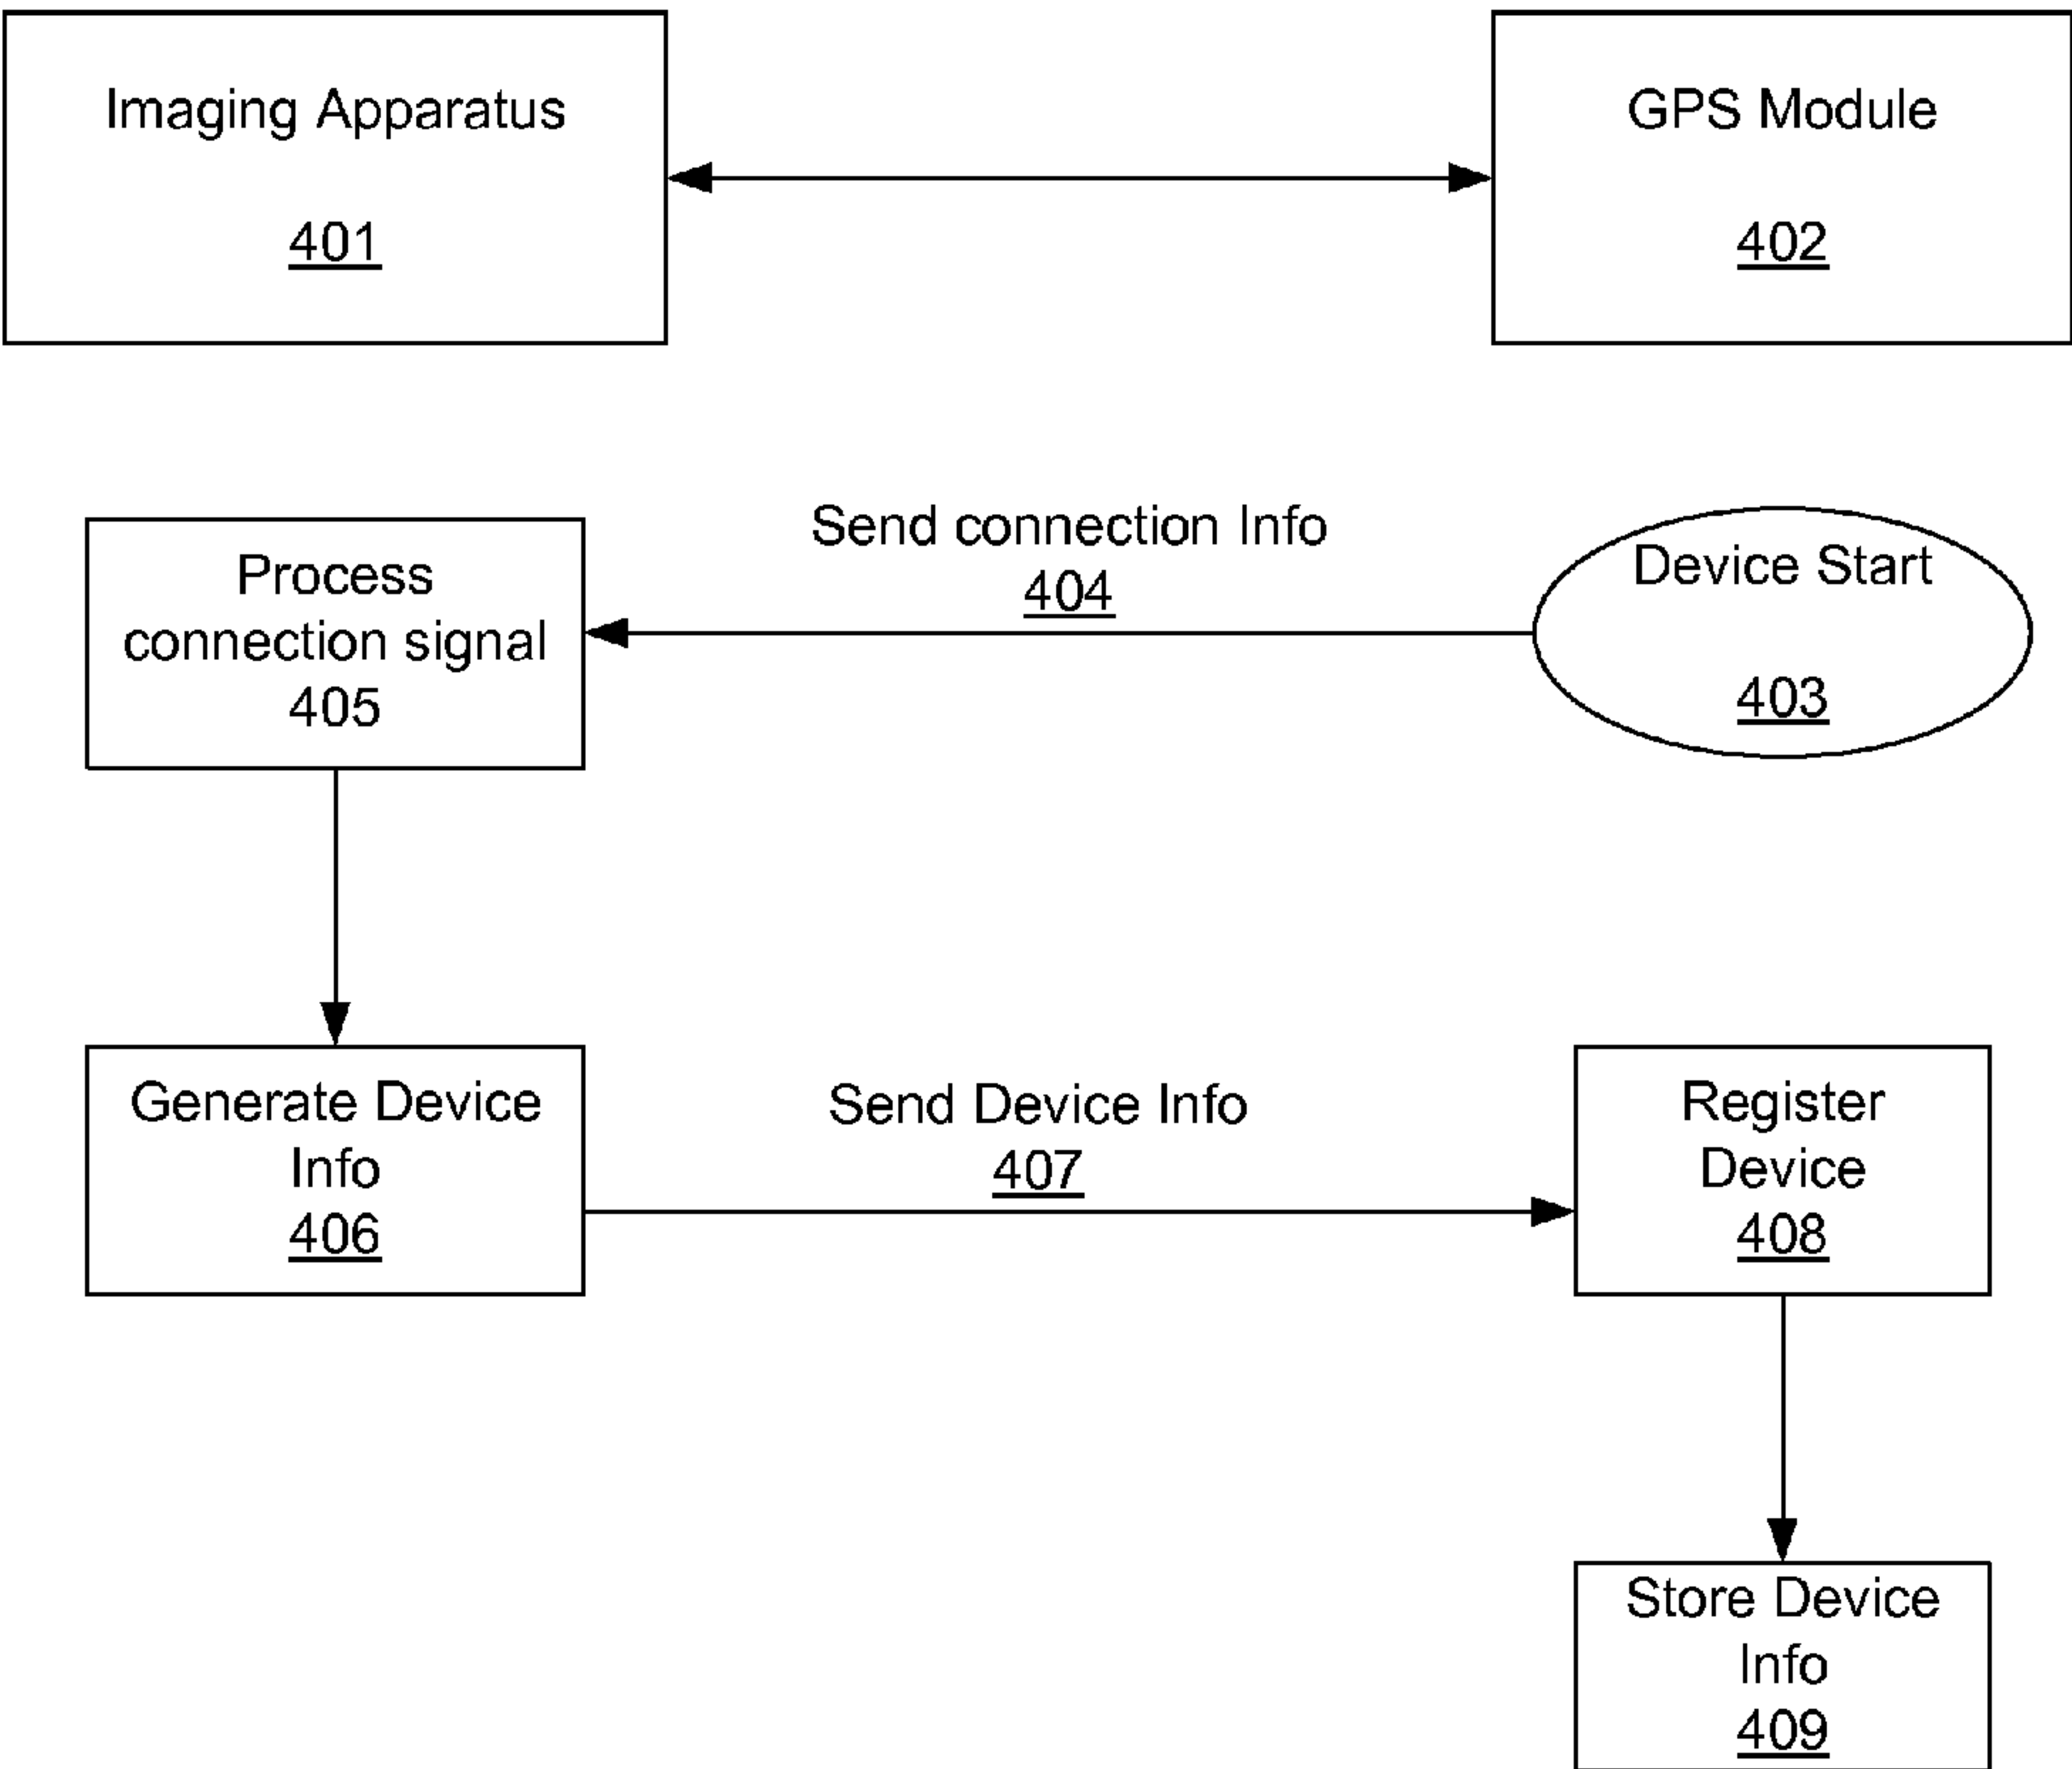 Imaging Apparatus
401
GPS Module
402
Send connection Info
404
Device Start
403
Process
connection signal
405
Generate Device
Info
406
Send Device Info
407
Register
Device
408
Store Device
Info
409